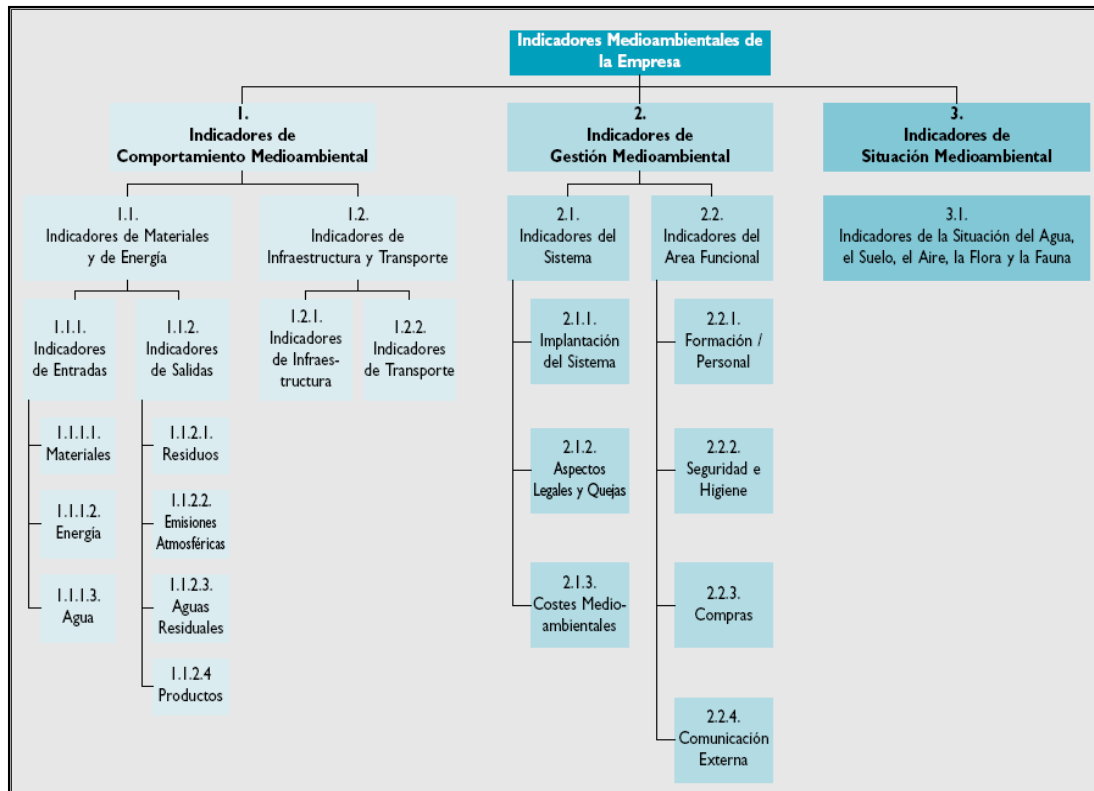 Indicadores Medioambientales de
la Empresa
1.
Indicadores de
Comportamiento Medioambiental
2.
Indicadores de
Gestión Medioambiental
3.
Indicadores de
Situación Medioambiental
1.1.
Indicadores de Materiales
y de Energía
1.2.
Indicadores de
Infraestructura y Transporte
2.1.
Indicadores del
Sistema
2.2.
Indicadores del
Area Funcional
3.1.
Indicadores de la Situación del Agua,
el Suelo, el Aire, la Flora y la Fauna
1.1.1.
Indicadores
de Entradas
1.1.2.
Indicadores
de Salidas
1.2.1.
Indicadores
de Infraes-
tructura
1.2.2.
Indicadores
de Transporte
2.1.1.
Implantación
del Sistema
2.2.1.
Formación /
Personal
1.1.1.1.
Materiales
1.1.2.1.
Residuos
2.1.2.
Aspectos
Legales y Quejas
2.2.2.
Seguridad e
Higiene
1.1.1.2.
Energía
1.1.2.2.
Emisiones
Atmosféricas
1.1.1.3.
Agua
1.1.2.3.
Aguas
Residuales
2.1.3.
Costes Medio-
ambientales
2.2.3.
Compras
1.1.2.4
Productos
2.2.4.
Comunicación
Externa